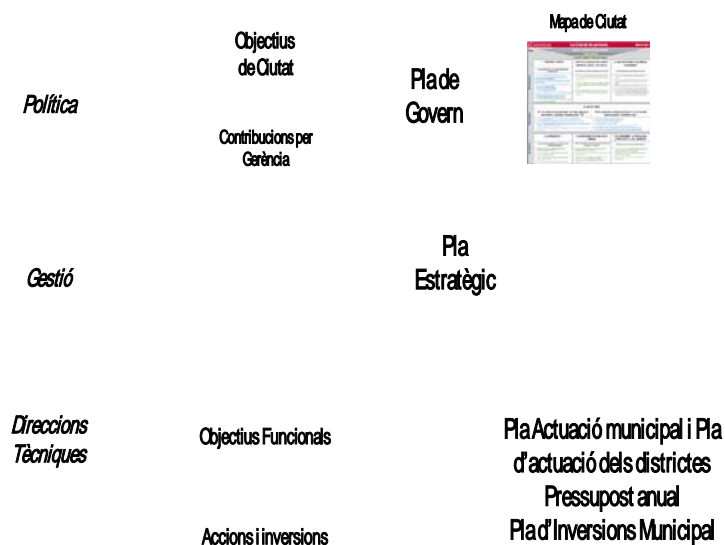 Mapa de Ciutat
Objectius
de Ciutat
Pla de
Govern
Política
Contribucions per
Gerència
Pla
Estratègic
Gestió
Direccions
Tècniques
Objectius Funcionals
Pla Actuació municipal i Pla
d'actuació dels districtes
Pressupost anual
Pla d'Inversions Municipal
Accions i inversions